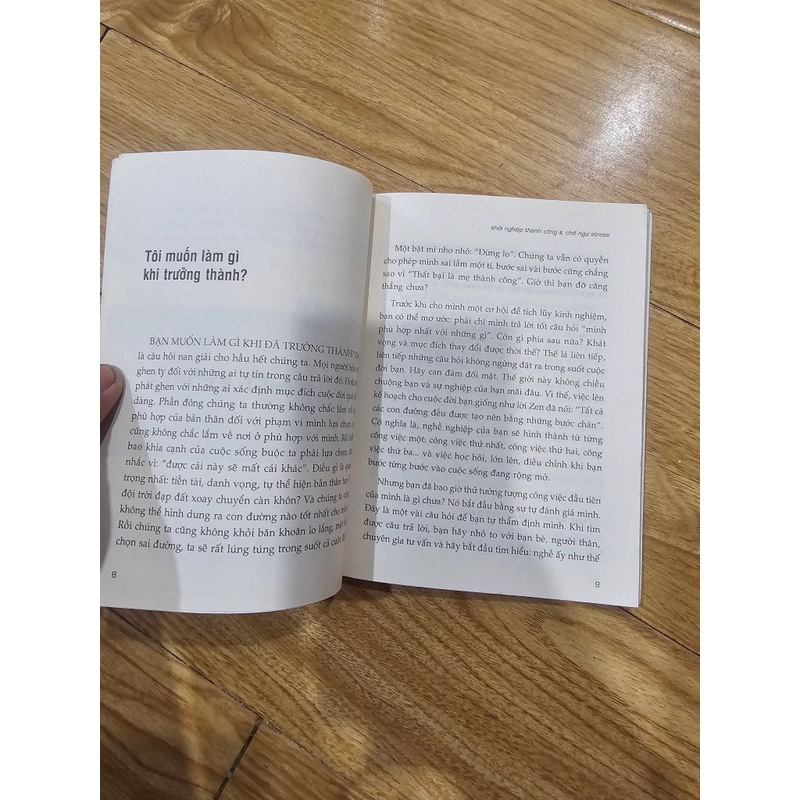 Tôi muốn làm gì
khi trưởng thành?
BẠN MUỐN LÀM GÌ KHI ĐÃ TRƯỞNG THÀNH?
là câu hỏi nan giải cho hầu hết chúng ta. Mọi người
ghen tỵ đối với những ai tự tin trong câu trả lời đó.
phát ghen với những ai xác định mục đích cuộc đời quá
dàng. Phần đông chúng ta thường không chắc lắm về sự
phù hợp của bản thân đối với phạm vi mình lựa chọn,
cũng không chắc lắm về nơi ở phù hợp với mình. Rồi
bao khía cạnh của cuộc sống buộc ta phải lựa chọn,
nhắc vì: “được cái này sẽ mất cái khác”. Điều gì là quan
trọng nhất: tiền tài, danh vọng, tự thể hiện bản thân
đội trời đạp đất xoay chuyển càn khôn? Và chúng ta
không thể hình dung ra con đường nào tốt nhất cho
Rồi chúng ta cũng không khỏi băn khoăn lo lắng, một
chọn sai đường, ta sẽ rất lúng túng trong suốt cả cuộc
8
khởi nghiệp thành công & chế ngự stress
Một bật mí nho nhỏ: “Đừng lo”. Chúng ta vẫn có quyền
cho phép mình sai lầm một tí, bước sai vài bước cũng chẳng
sao vì “Thất bại là mẹ thành công”. Giờ thì bạn đỡ căng
thẳng chưa?
Trước khi cho mình một cơ hội để tích lũy kinh nghiệm,
bạn có thể mơ ước: phải chi mình trả lời tốt câu hỏi “mình
phù hợp nhất với những gì”. Còn gì phía sau nữa? Khát
vọng và mục đích thay đổi được thời thế? Thế là liên tiếp,
liên tiếp những câu hỏi không ngừng đặt ra trong suốt cuộc
đời bạn. Hãy can đảm đối mặt. Thế giới này không chiều
chuộng bạn và sự nghiệp của bạn mãi đâu. Vì thế, việc lên
kế hoạch cho cuộc đời bạn giống như lời Zen đã nói: “Tất cả
các con đường đều được tạo nên bằng những bước chân”.
Có nghĩa là, nghề nghiệp của bạn sẽ hình thành từ từng
công việc một: công việc thứ nhất, công việc thứ hai, công
việc thứ ba... và việc học hỏi, lớn lên, điều chỉnh khi bạn
bước từng bước vào cuộc sống đang rộng mở.
Nhưng bạn đã bao giờ thử tưởng tượng công việc đầu tiên
của mình là gì chưa? Nó bắt đầu bằng sự tự đánh giá mình.
Đây là một vài câu hỏi để bạn tự thẩm định mình. Khi tìm
được câu trả lời, bạn hãy nhỏ to với bạn bè, người thân,
chuyên gia tư vấn và hãy bắt đầu tìm hiểu: nghề ấy như thế
9